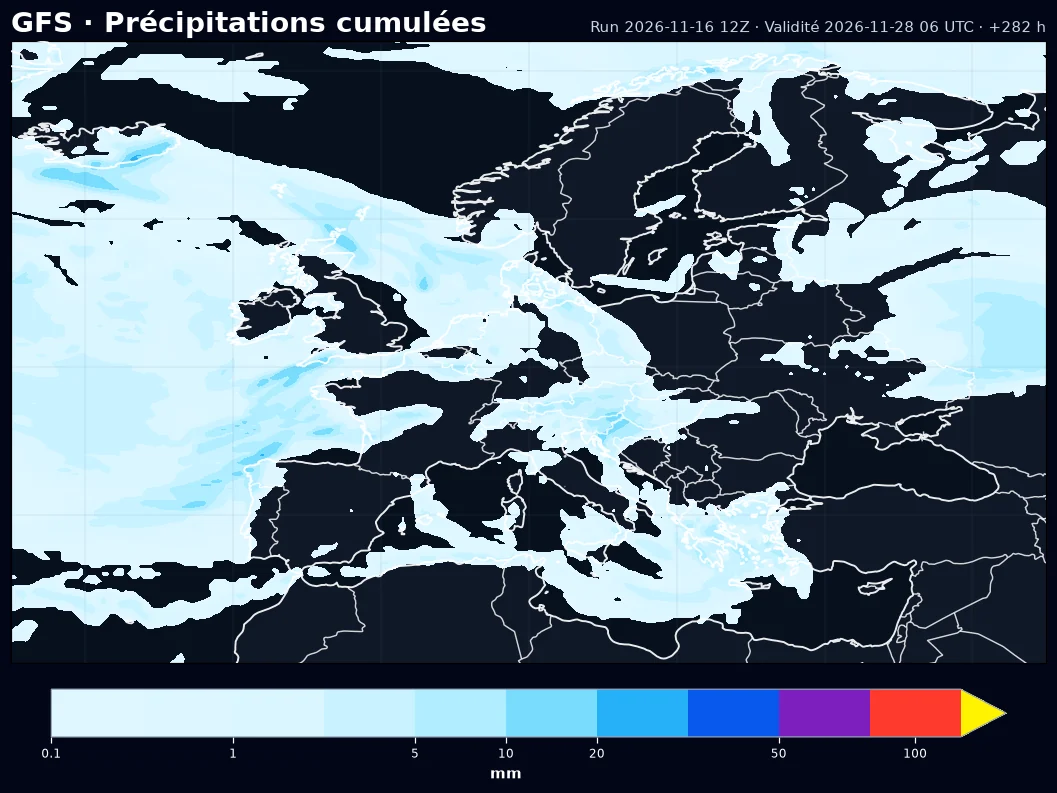 GFS · Précipitations cumulées
Run 2026-11-16 12Z · Validité 2026-11-28 06 UTC · +282 h
0.1 1 5 10 20 50 100
mm